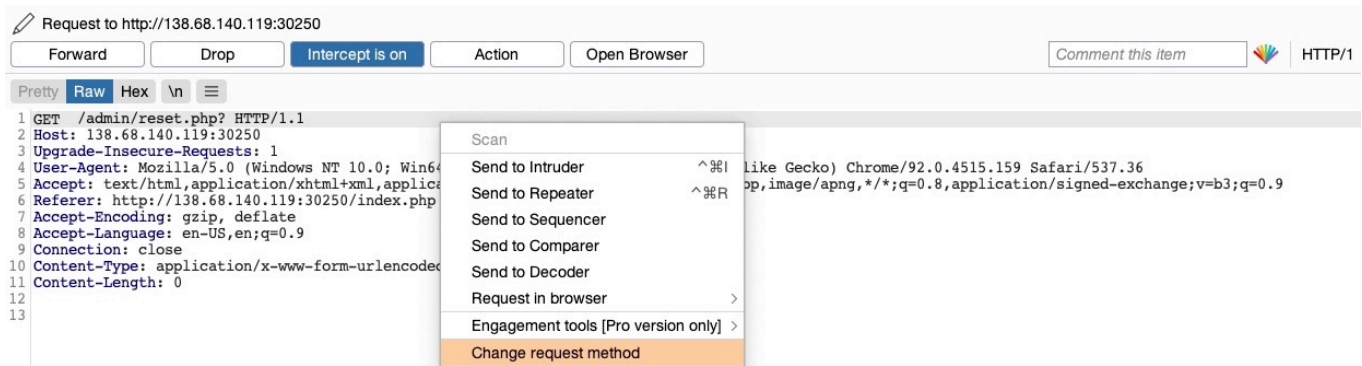 Request to http://138.68.140.119:30250
Forward Drop Intercept is on Action Open Browser Comment this item HTTP/1
Pretty Raw Hex \n
1 GET /admin/reset.php? HTTP/1.1
2 Host: 138.68.140.119:30250
3 Upgrade-Insecure-Requests: 1
4 User-Agent: Mozilla/5.0 (Windows NT 10.0; Win64 like Gecko) Chrome/92.0.4515.159 Safari/537.36
5 Accept: text/html,application/xhtml+xml,applica op,image/apng,*/*;q=0.8,application/signed-exchange;v=b3;q=0.9
6 Referer: http://138.68.140.119:30250/index.php
7 Accept-Encoding: gzip, deflate
8 Accept-Language: en-US,en;q=0.9
9 Connection: close
10 Content-Type: application/x-www-form-urlencoded
11 Content-Length: 0
12
13
Scan
Send to Intruder ^⌘I
Send to Repeater ^⌘R
Send to Sequencer
Send to Comparer
Send to Decoder
Request in browser >
Engagement tools [Pro version only] >
Change request method